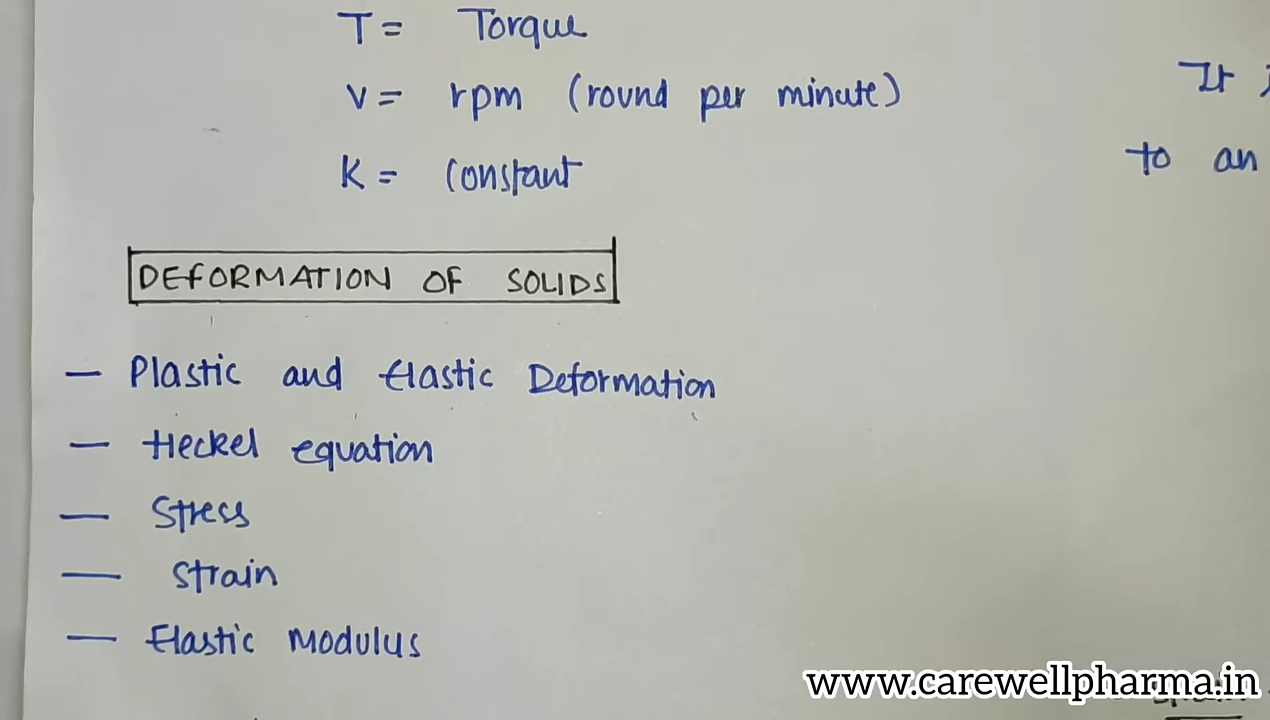 T = Torque
V = rpm (round per minute)
K = Constant
to an
DEFORMATION OF SOLIDS
— Plastic and Elastic Deformation
— Heckel equation
— Stress
— Strain
— Elastic Modulus
www.carewellpharma.in